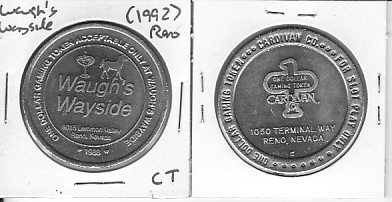 Waugh's
Wayside
(1992)
Reno
ONE DOLLAR GAMING TOKEN ACCEPTABLE ONLY AT WAUGH'S WAYSIDE
Waugh's
Wayside
9015 Lemmon Valley
Reno, Nevada
1988
CT
ONE DOLLAR GAMING TOKEN · CARDIVAN CO. · FOR SLOT PLAY ONLY
1
ONE DOLLAR
GAMING TOKEN
CARDIVAN
1050 TERMINAL WAY
RENO, NEVADA